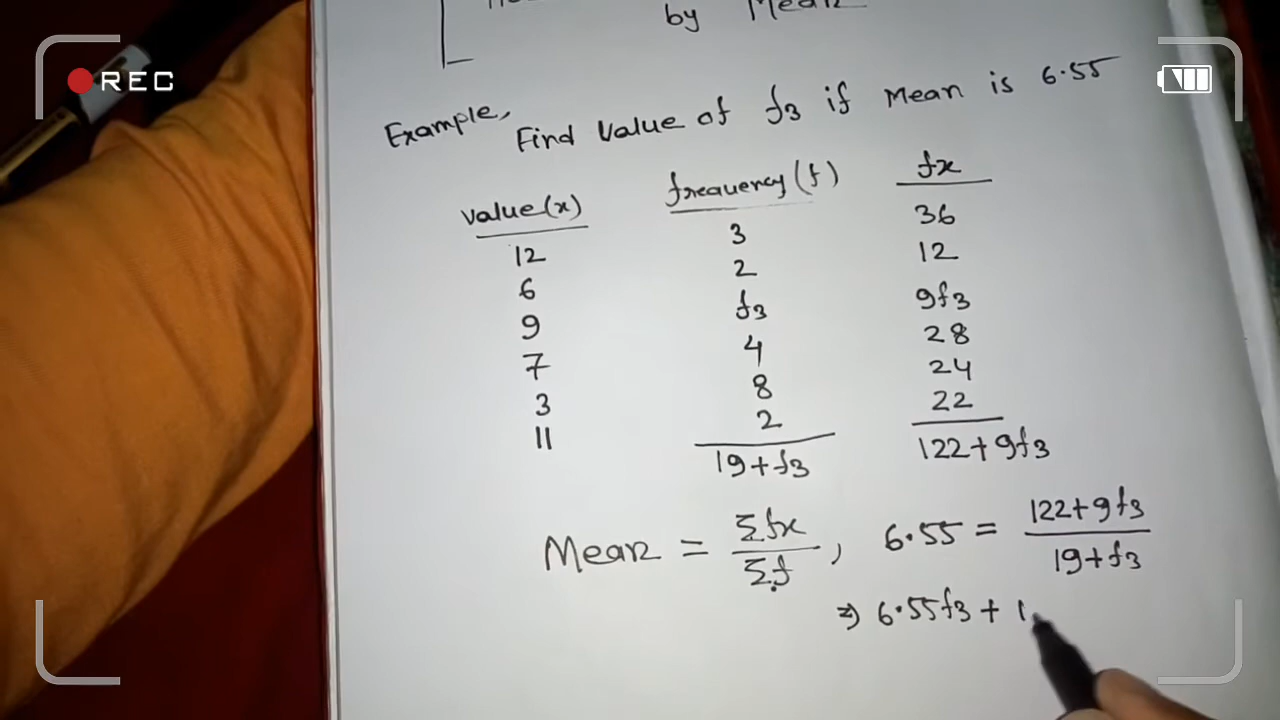 by Mean
REC
Example, Find Value of f3 if Mean is 6.55
Value(x) frequency(f) fx
12 3 36
6 2 12
9 f3 9f3
7 4 28
3 8 24
11 2 22
19+f3 122+9f3
Mean = Σfx/Σf, 6.55 = 122+9f3/19+f3
⇒ 6.55f3 + 1